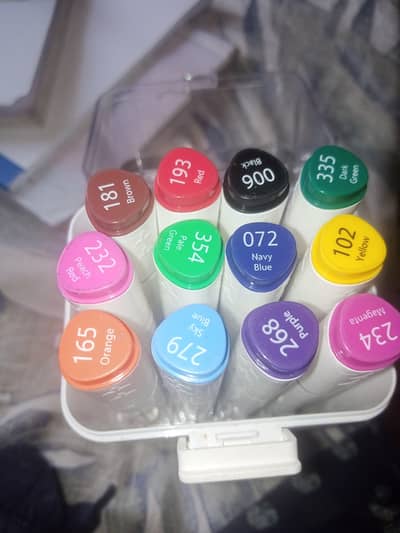 181
Brown
193
Red
900
Black
335
Dark
Green
232
Peach
Red
354
Pale
Green
072
Navy
Blue
102
Yellow
165
Orange
279
Sky
Blue
268
Purple
234
Magenta